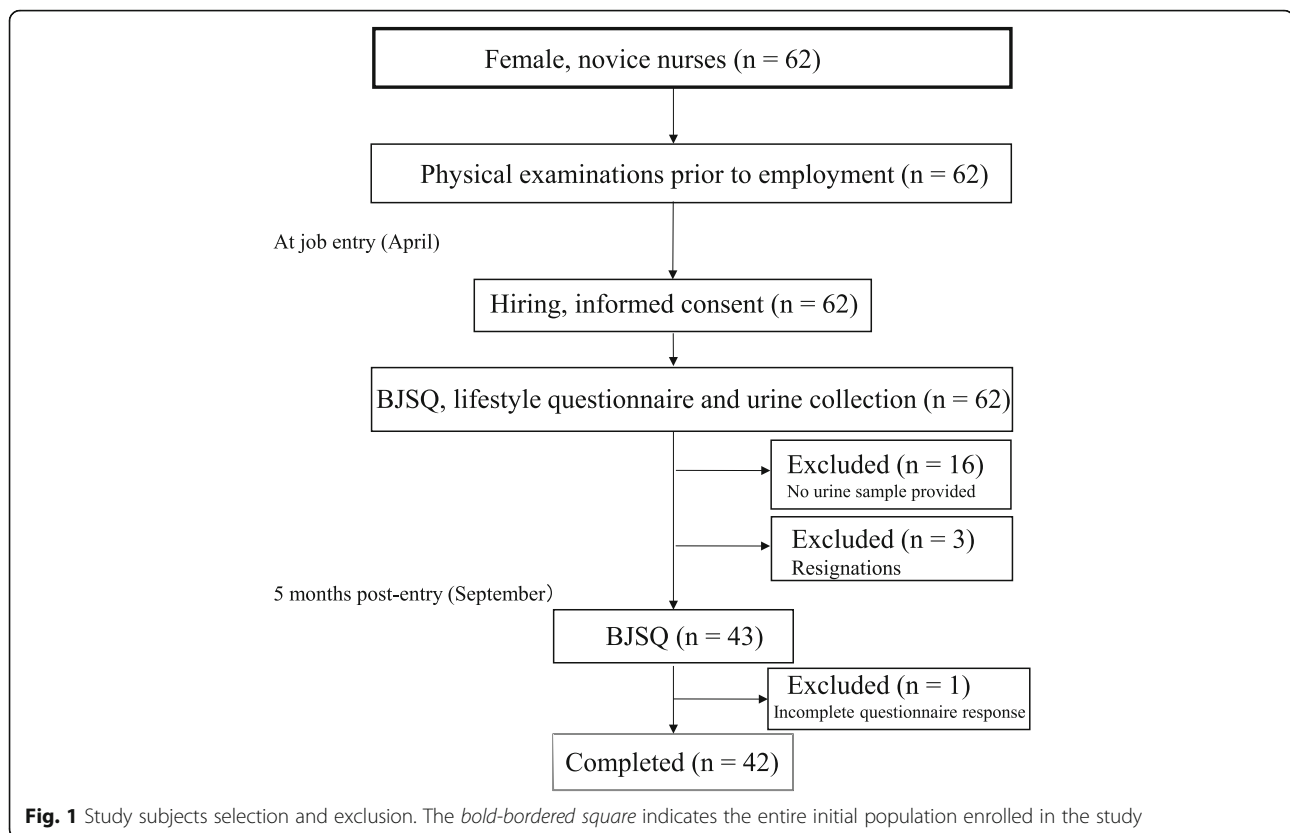 Female, novice nurses (n = 62)
Physical examinations prior to employment (n = 62)
At job entry (April)
Hiring, informed consent (n = 62)
BJSQ, lifestyle questionnaire and urine collection (n = 62)
Excluded (n = 16)
No urine sample provided
Excluded (n = 3)
Resignations
5 months post-entry (September）
BJSQ (n = 43)
Excluded (n = 1)
Incomplete questionnaire response
Completed (n = 42)
Fig. 1 Study subjects selection and exclusion. The bold-bordered square indicates the entire initial population enrolled in the study